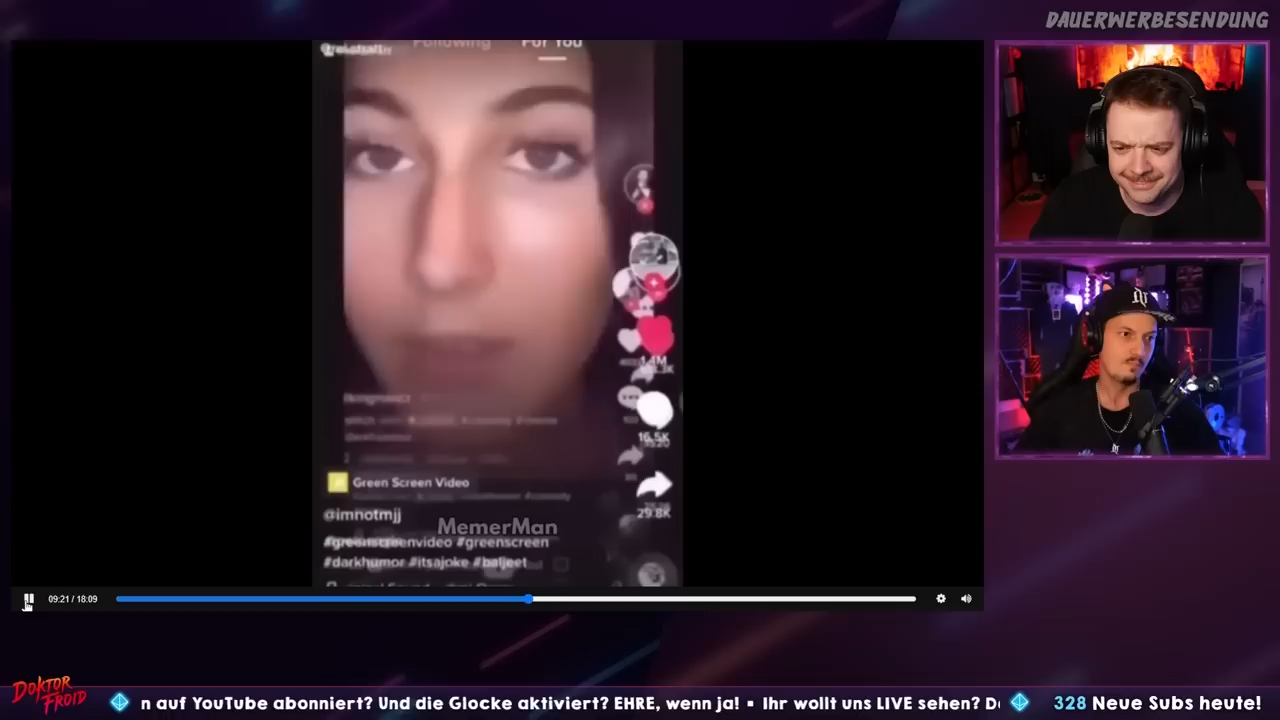 DAUERWERBESENDUNG
Following
For You
1.4M
16.5K
29.8K
Green Screen Video
@imnotmjj
MemerMan
#greenscreenvideo #greenscreen
#darkhumor #itsajoke #baljeet
09:21 / 18:09
DOKTOR
FROID
n auf YouTube abonniert? Und die Glocke aktiviert? EHRE, wenn ja! ▪ Ihr wollt uns LIVE sehen? De
328 Neue Subs heute!